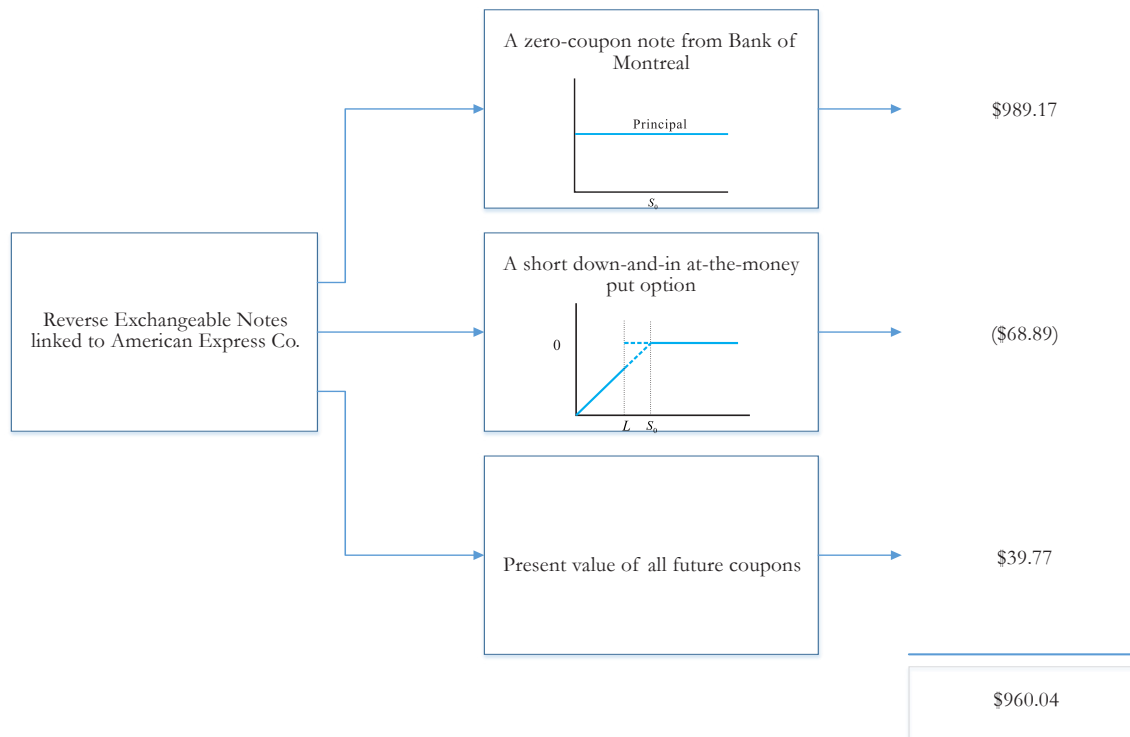 A zero-coupon note from Bank of
Montreal
Principal
S₀
$989.17
Reverse Exchangeable Notes
linked to American Express Co.
A short down-and-in at-the-money
put option
0
L S₀
($68.89)
Present value of all future coupons
$39.77
$960.04